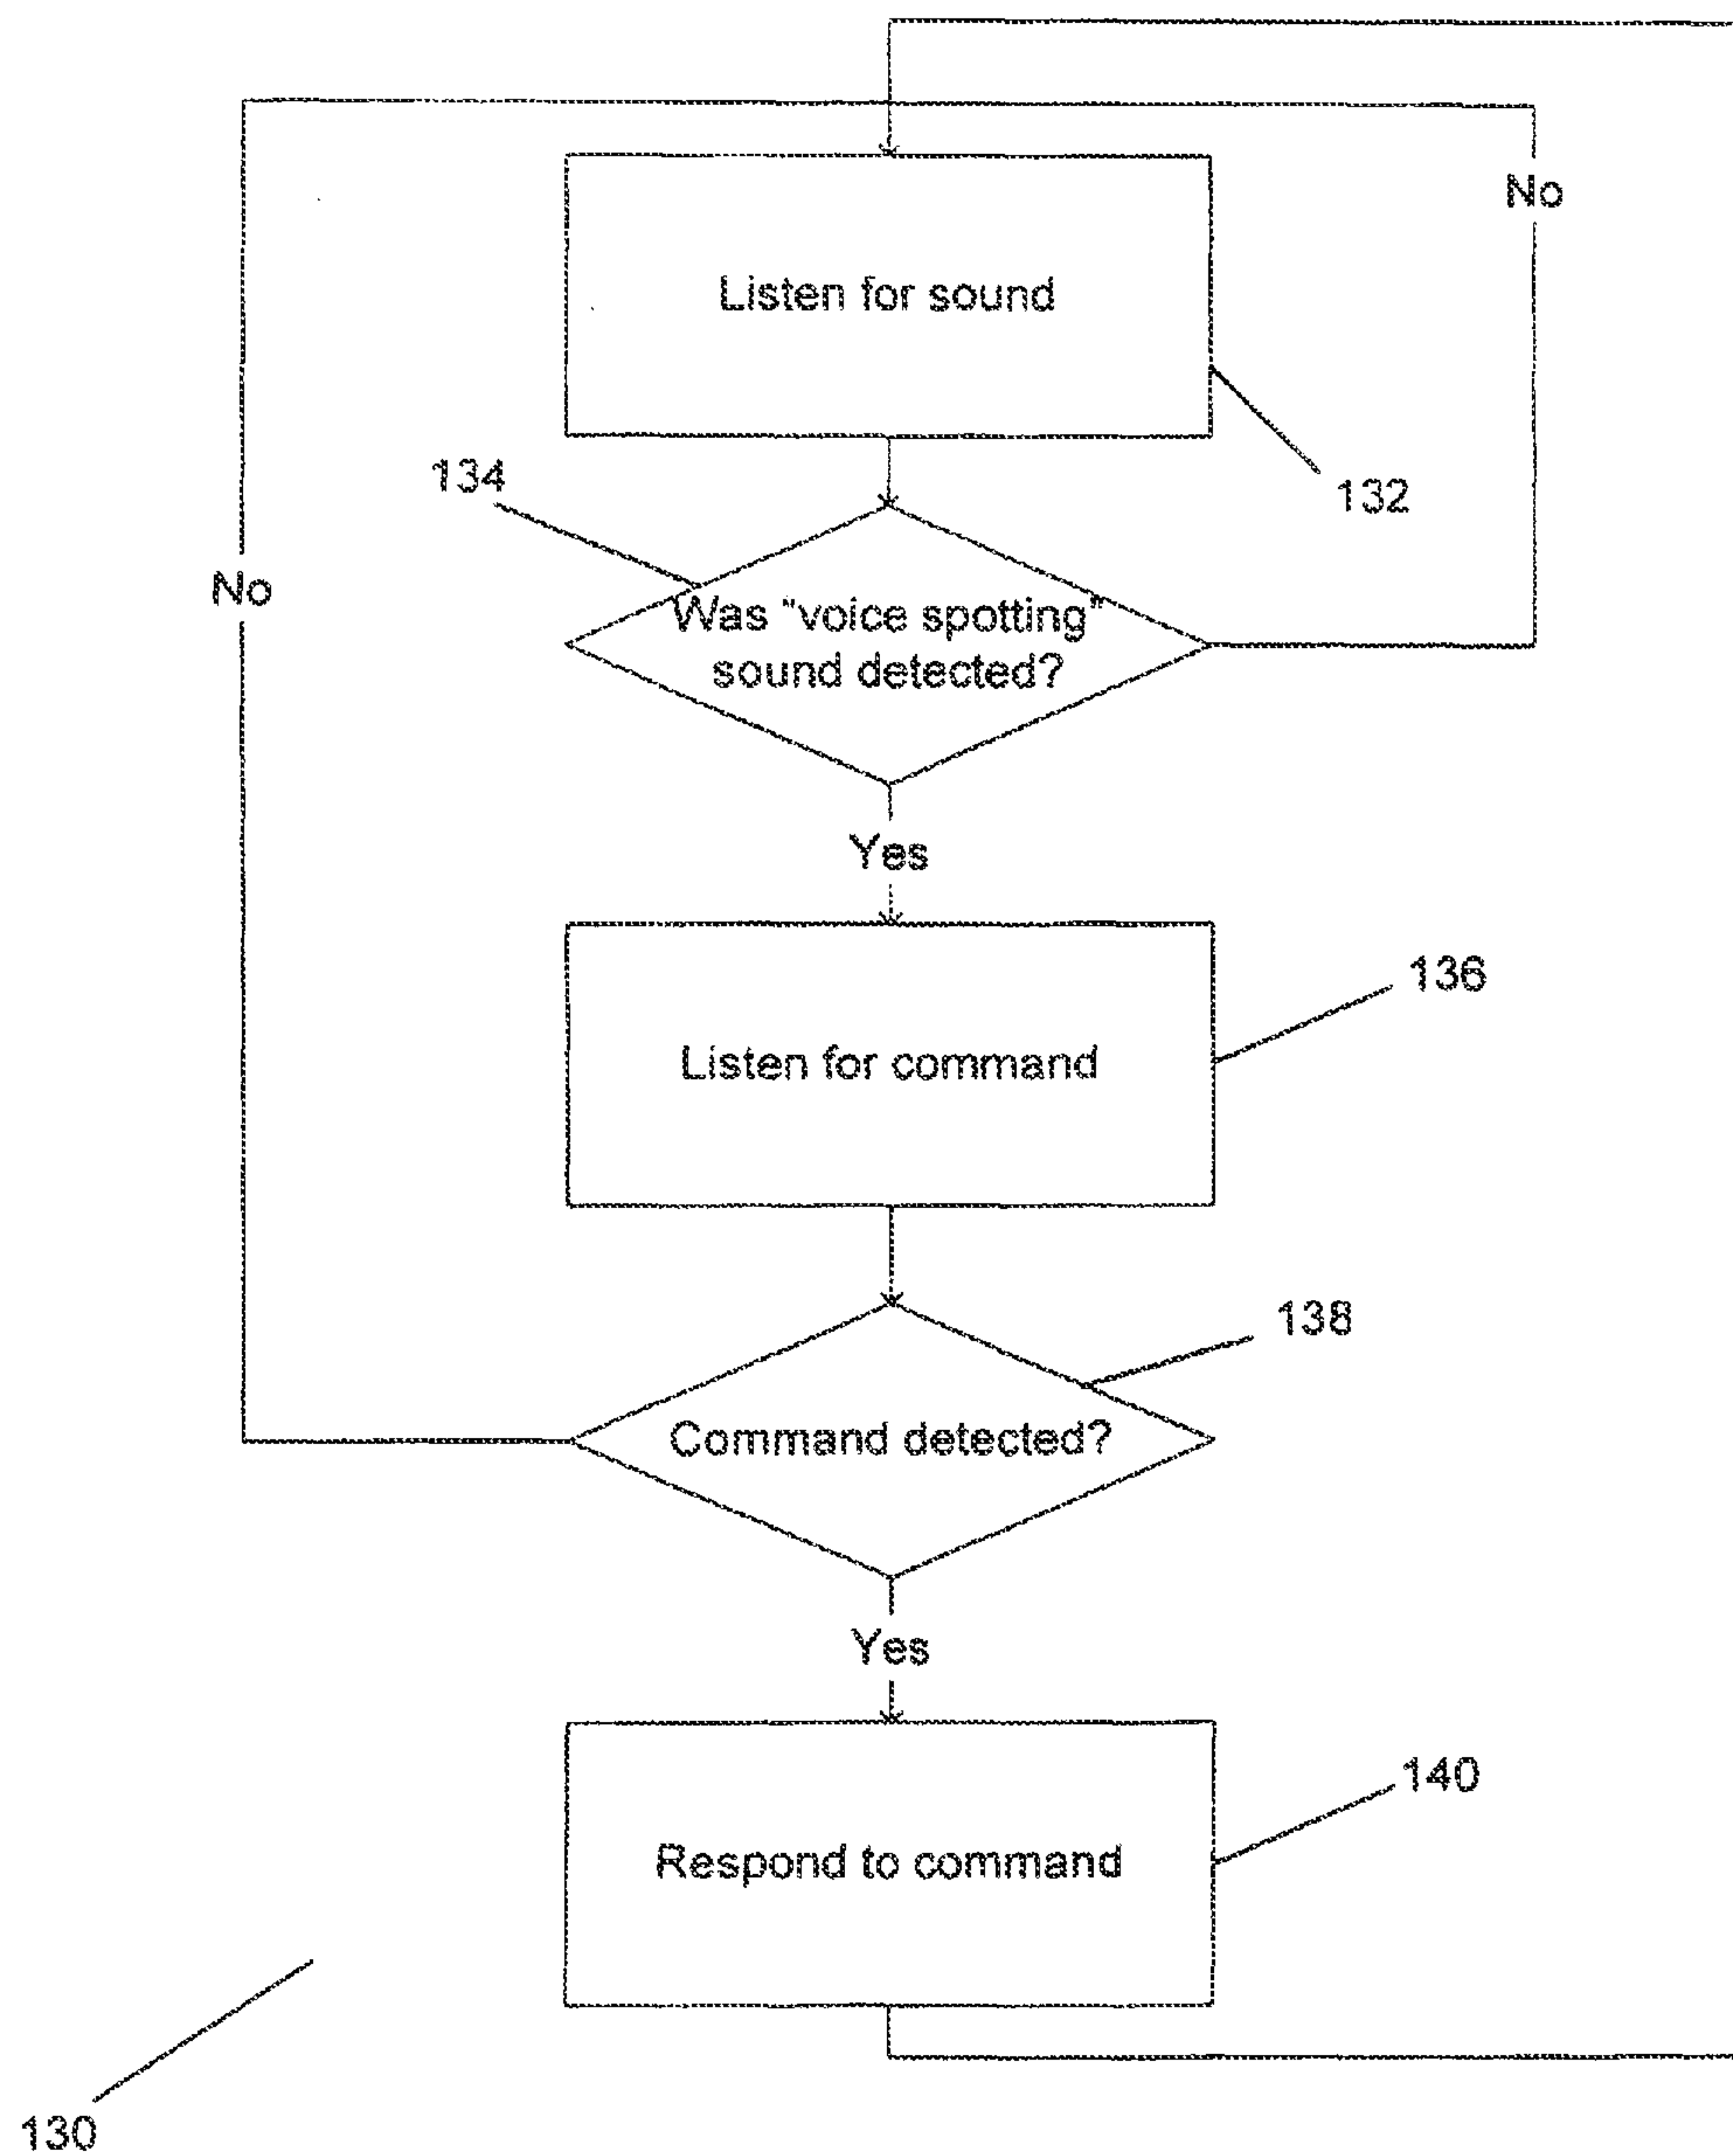 No
Listen for sound
132
134
No
Was "voice spotting"
sound detected?
Yes
136
Listen for command
138
Command detected?
Yes
140
Respond to command
130